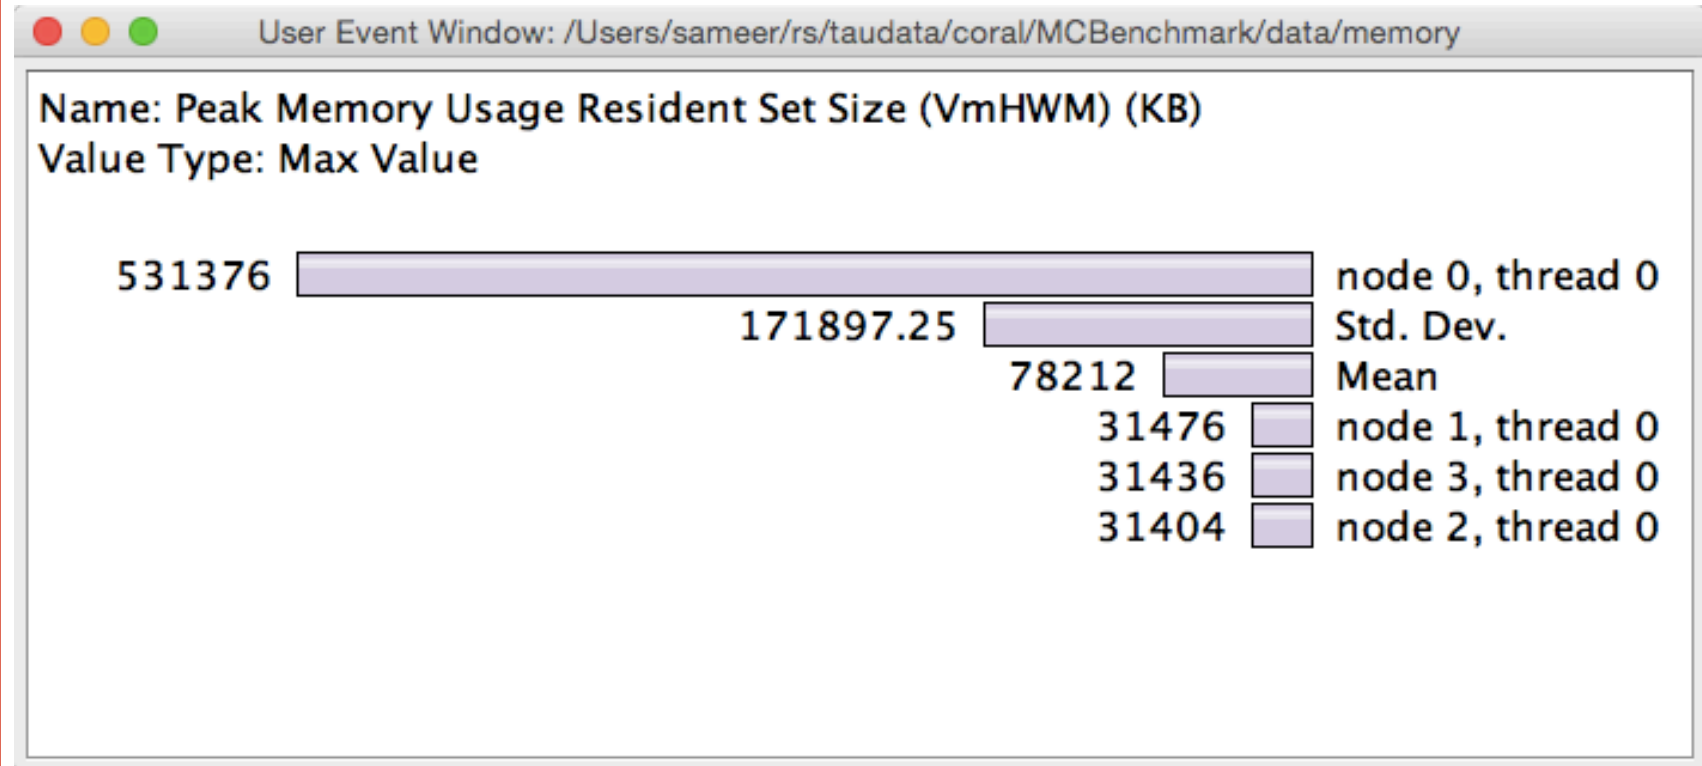 User Event Window: /Users/sameer/rs/taudata/coral/MCBenchmark/data/memory
Name: Peak Memory Usage Resident Set Size (VmHWM) (KB)
Value Type: Max Value
531376 node 0, thread 0
171897.25 Std. Dev.
78212 Mean
31476 node 1, thread 0
31436 node 3, thread 0
31404 node 2, thread 0